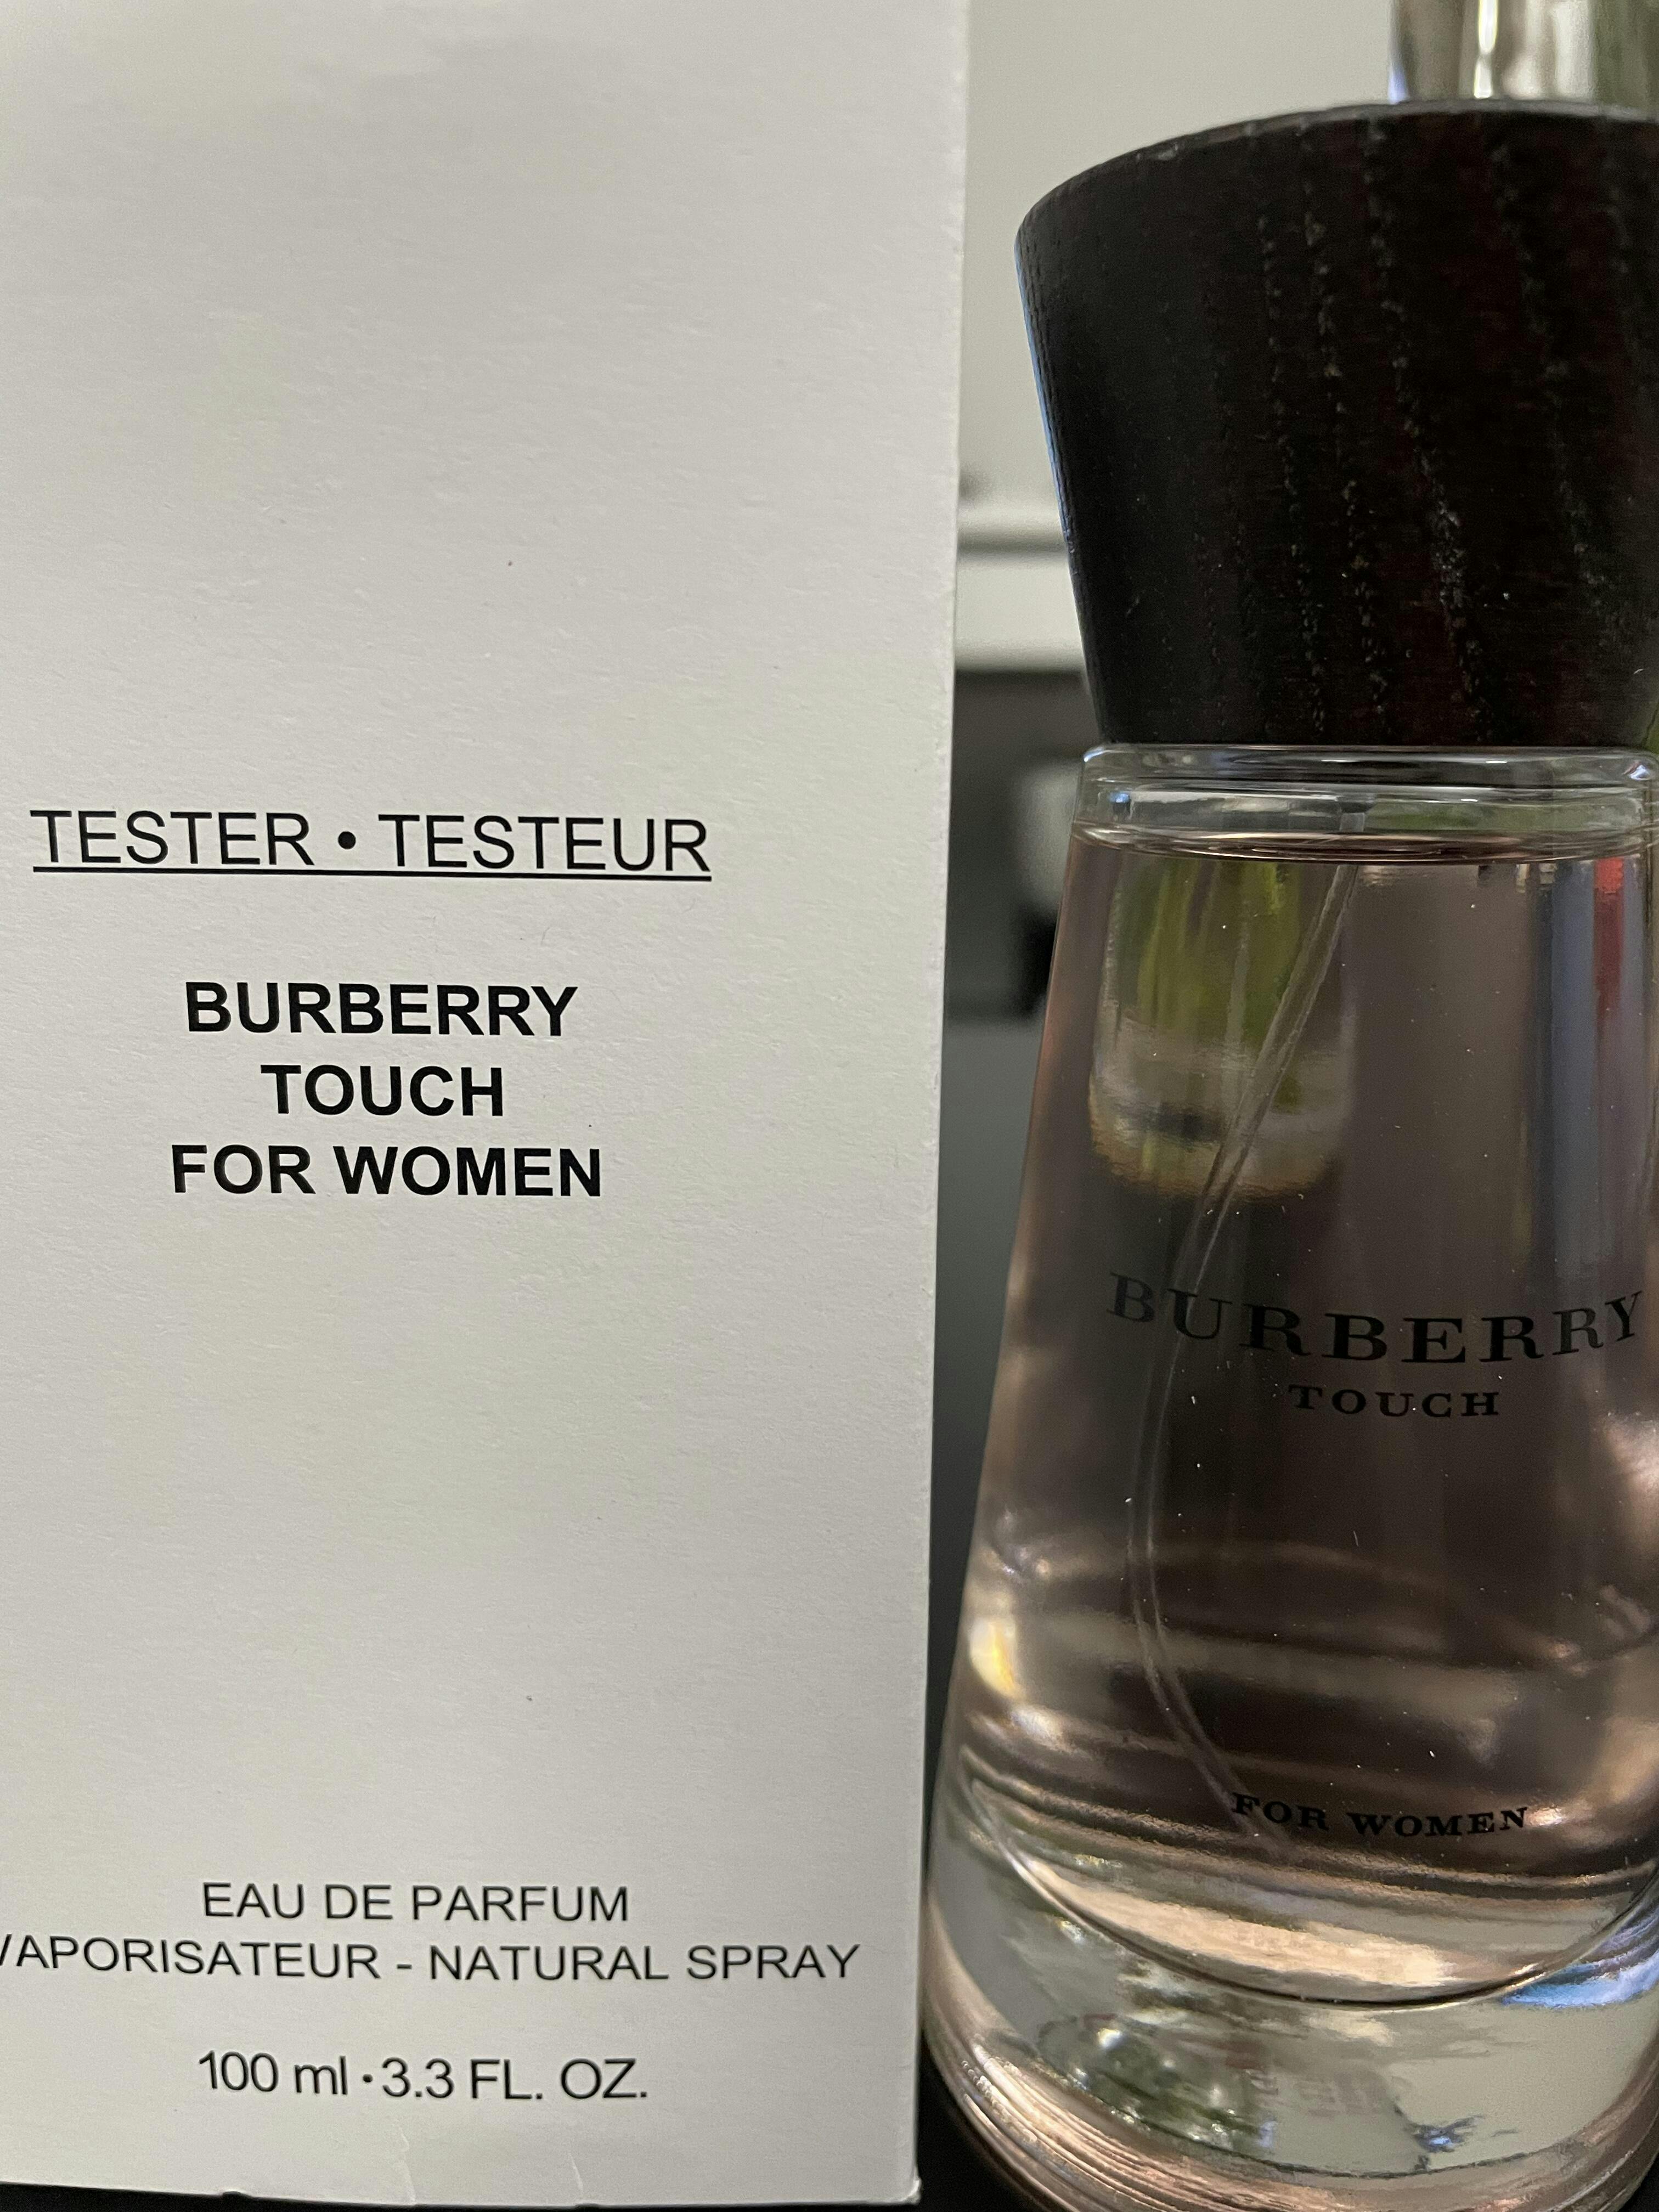 TESTER • TESTEUR
BURBERRY
TOUCH
FOR WOMEN
EAU DE PARFUM
VAPORISATEUR - NATURAL SPRAY
100 ml · 3.3 FL. OZ.
BURBERRY
TOUCH
FOR WOMEN